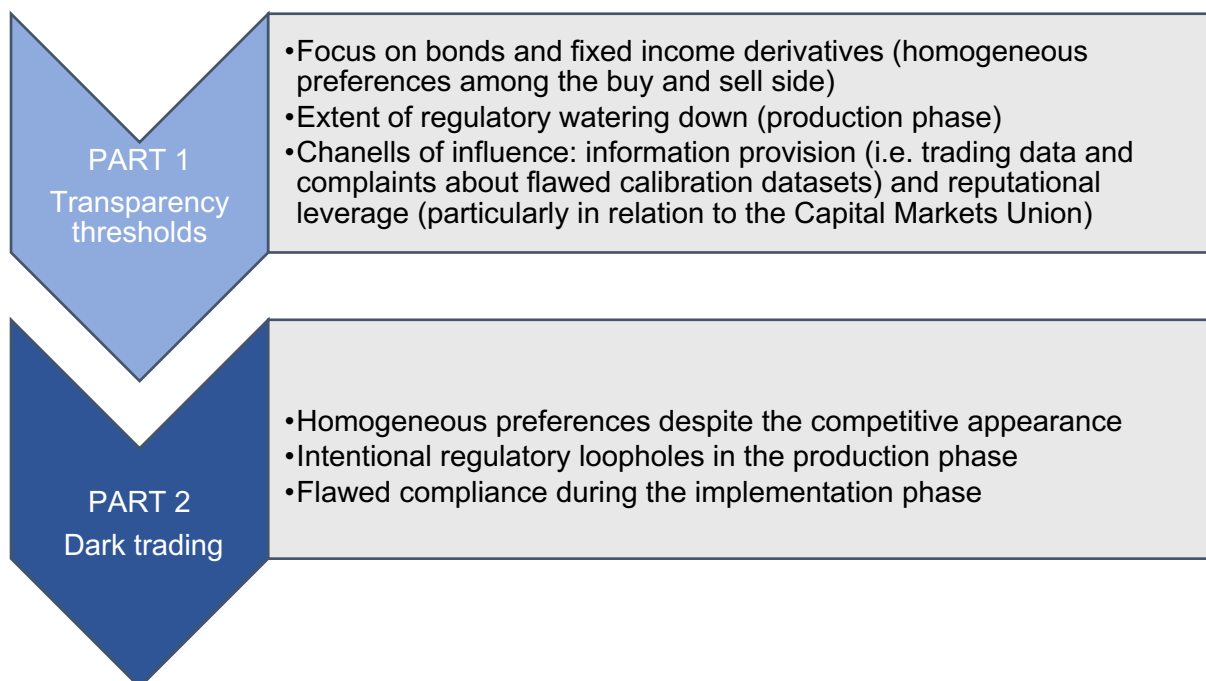 PART 1
Transparency
thresholds
•Focus on bonds and fixed income derivatives (homogeneous
preferences among the buy and sell side)
•Extent of regulatory watering down (production phase)
•Chanells of influence: information provision (i.e. trading data and
complaints about flawed calibration datasets) and reputational
leverage (particularly in relation to the Capital Markets Union)
PART 2
Dark trading
•Homogeneous preferences despite the competitive appearance
•Intentional regulatory loopholes in the production phase
•Flawed compliance during the implementation phase